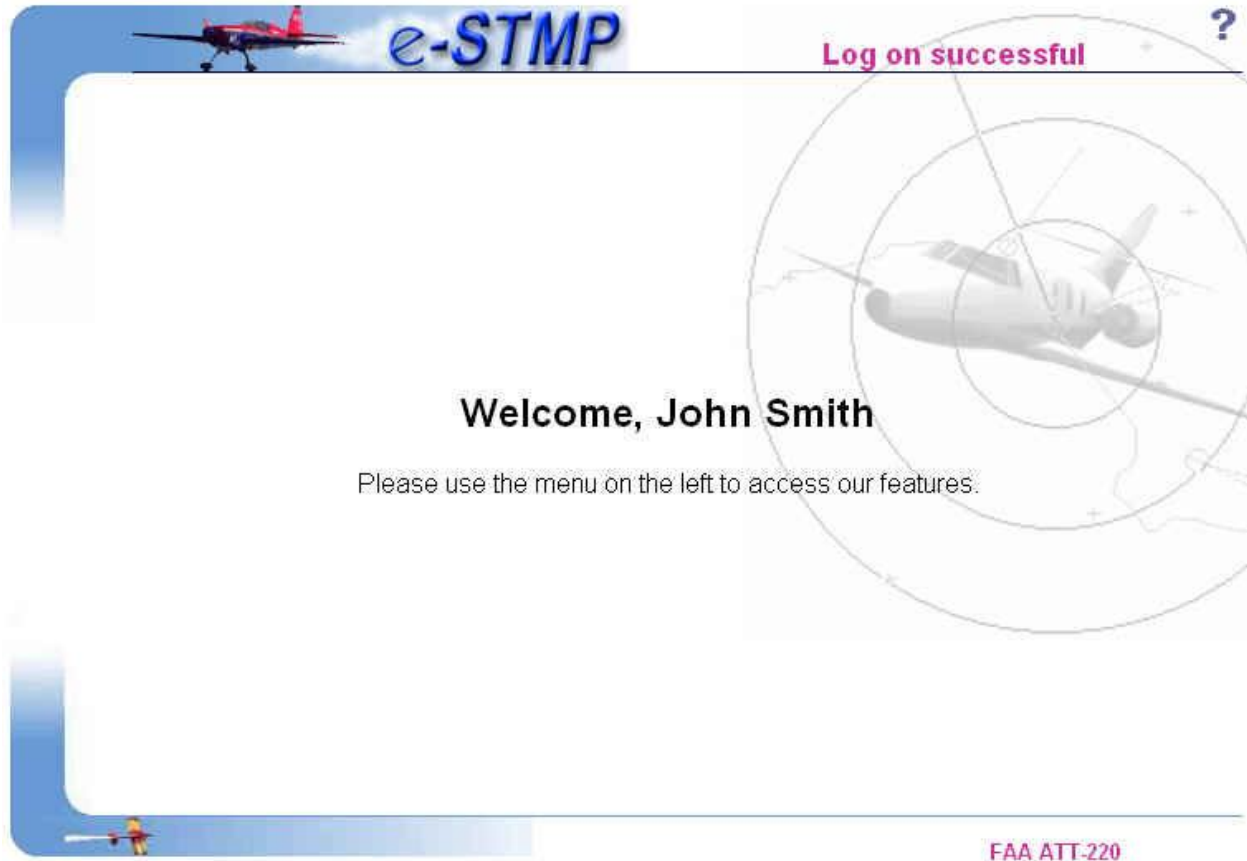 e-STMP
Log on successful
?
Welcome, John Smith
Please use the menu on the left to access our features.
FAA ATT-220